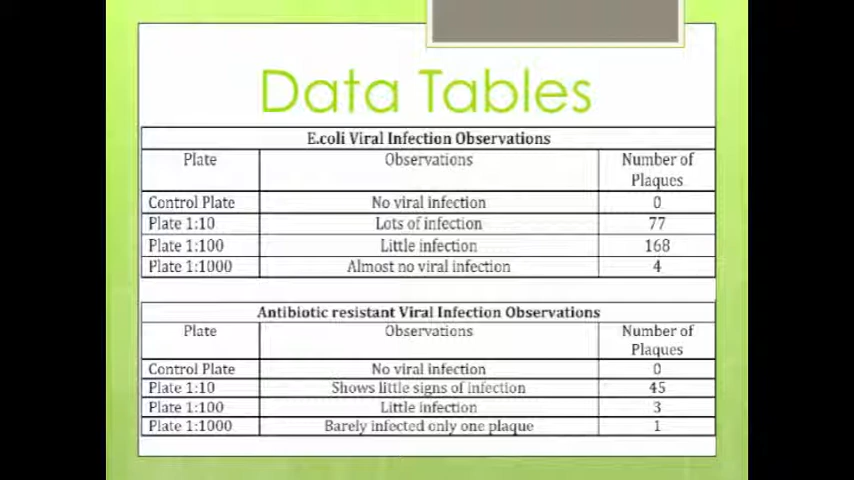 Data Tables
E.coli Viral Infection Observations
Plate Observations Number of
Plaques
Control Plate No viral infection 0
Plate 1:10 Lots of infection 77
Plate 1:100 Little infection 168
Plate 1:1000 Almost no viral infection 4
Antibiotic resistant Viral Infection Observations
Plate Observations Number of
Plaques
Control Plate No viral infection 0
Plate 1:10 Shows little signs of infection 45
Plate 1:100 Little infection 3
Plate 1:1000 Barely infected only one plaque 1